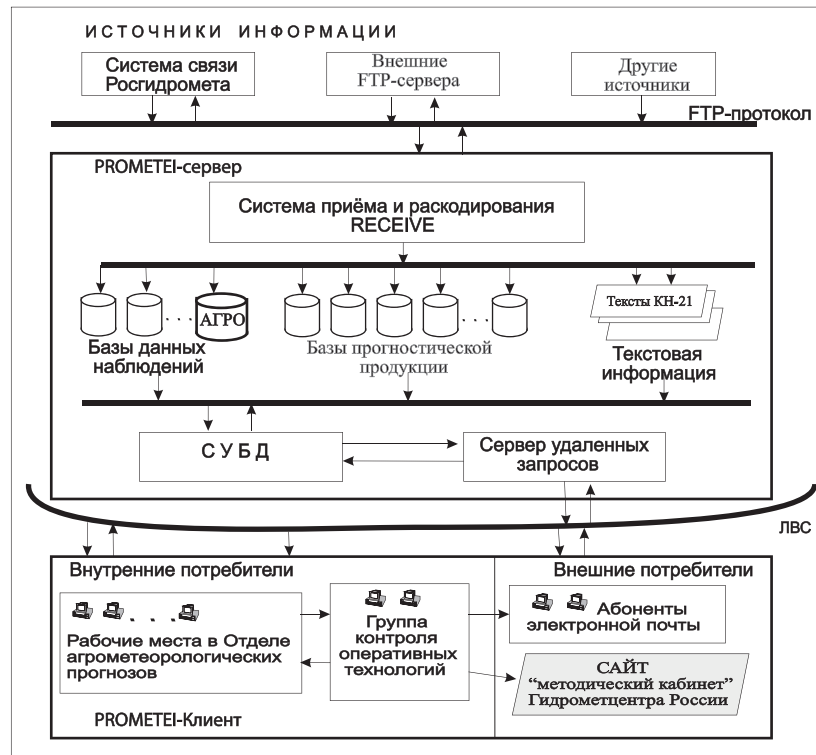 ИСТОЧНИКИ ИНФОРМАЦИИ
Система связи
Росгидромета
Внешние
FTP-сервера
Другие
источники
FTP-протокол
PROMETEI-сервер
Система приёма и раскодирования
RECEIVE
. . .
АГРО
. . .
Тексты КН-21
Базы данных
наблюдений
Базы прогностической
продукции
Текстовая
информация
С У Б Д
Сервер удаленных
запросов
ЛВС
Внутренние потребители
Внешние потребители
. . .
Рабочие места в Отделе
агрометеорологических
прогнозов
Группа
контроля
оперативных
технологий
Абоненты
электронной почты
САЙТ
“методический кабинет”
Гидрометцентра России
PROMETEI-Клиент